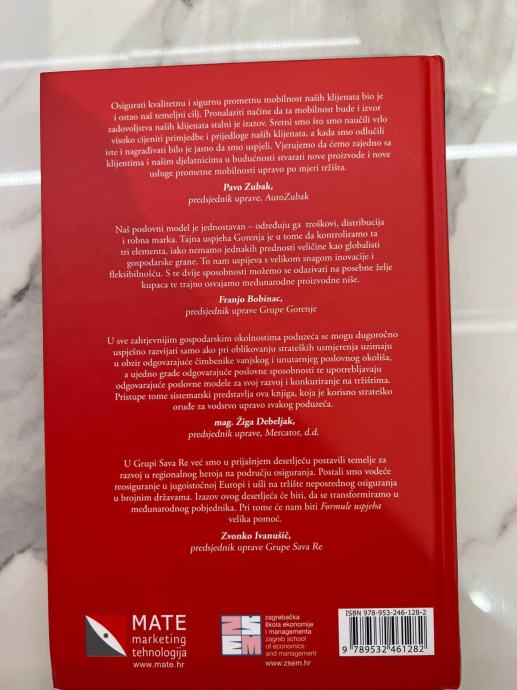 Osigurati kvalitetnu i sigurnu prometnu mobilnost naših klijenata bio je
i ostao naš temeljni cilj. Pronalaziti načine da ta mobilnost bude i izvor
zadovoljstva naših klijenata stalni je izazov. Sretni smo što smo naučili vrlo
visoko cijeniti primjedbe i prijedloge naših klijenata, a kada smo odlučili
iste i nagrađivati bilo je jasno da smo uspjeli. Vjerujemo da ćemo zajedno sa
klijentima i našim djelatnicima u budućnosti stvarati nove proizvode i nove
usluge prometne mobilnosti upravo po mjeri tržišta.
Pavo Zubak,
predsjednik uprave, AutoZubak
Naš poslovni model je jednostavan – određuju ga troškovi, distribucija
i robna marka. Tajna uspjeha Gorenja je u tome da kontroliramo ta
tri elementa, iako nemamo jednakih prednosti veličine kao globalisti
gospodarske grane. To nam uspijeva s velikom snagom inovacije i
fleksibilnošću. S te dvije sposobnosti možemo se odazivati na posebne želje
kupaca te trajno osvajamo međunarodne proizvodne niše.
Franjo Bobinac,
predsjednik uprave Grupe Gorenje
U sve zahtjevnijim gospodarskim okolnostima poduzeća se mogu dugoročno
uspješno razvijati samo ako pri oblikovanju strateških usmjerenja uzimaju
u obzir odgovarajuće čimbenike vanjskog i unutarnjeg poslovnog okoliša,
a ujedno grade odgovarajuće poslovne sposobnosti te upotrebljavaju
odgovarajuće poslovne modele za svoj razvoj i konkuriranje na tržištima.
Pristupe tome sistematski predstavlja ova knjiga, koja je korisno strateško
oruđe za vodstvo upravo svakog poduzeća.
mag. Žiga Debeljak,
predsjednik uprave, Mercator, d.d.
U Grupi Sava Re već smo u prijašnjem desetljeću postavili temelje za
razvoj u regionalnog heroja na području osiguranja. Postali smo vodeće
reosiguranje u jugoistočnoj Europi i ušli na tržište neposrednog osiguranja
u brojnim državama. Izazov ovog desetljeća će biti, da se transformiramo u
međunarodnog pobjednika. Pri tome će nam biti Formule uspjeha
velika pomoć.
Zvonko Ivanušič,
predsjednik uprave Grupe Sava Re
MATE
marketing
tehnologija
www.mate.hr
ZSEM
zagrebačka
škola ekonomije
i managementa
zagreb school
of economics
and management
www.zsem.hr
ISBN 978-953-246-128-2
9 789532 461282